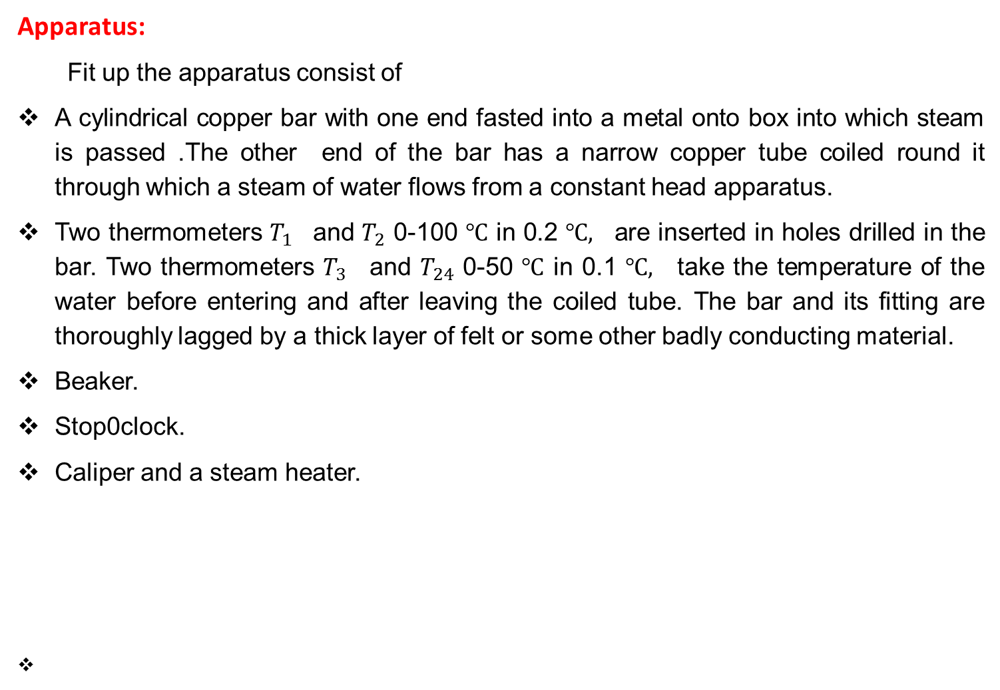 Apparatus:
Fit up the apparatus consist of
❖ A cylindrical copper bar with one end fasted into a metal onto box into which steam
is passed .The other end of the bar has a narrow copper tube coiled round it
through which a steam of water flows from a constant head apparatus.
❖ Two thermometers T₁ and T₂ 0-100 ℃ in 0.2 ℃, are inserted in holes drilled in the
bar. Two thermometers T₃ and T₂₄ 0-50 ℃ in 0.1 ℃, take the temperature of the
water before entering and after leaving the coiled tube. The bar and its fitting are
thoroughly lagged by a thick layer of felt or some other badly conducting material.
❖ Beaker.
❖ Stop0clock.
❖ Caliper and a steam heater.
❖